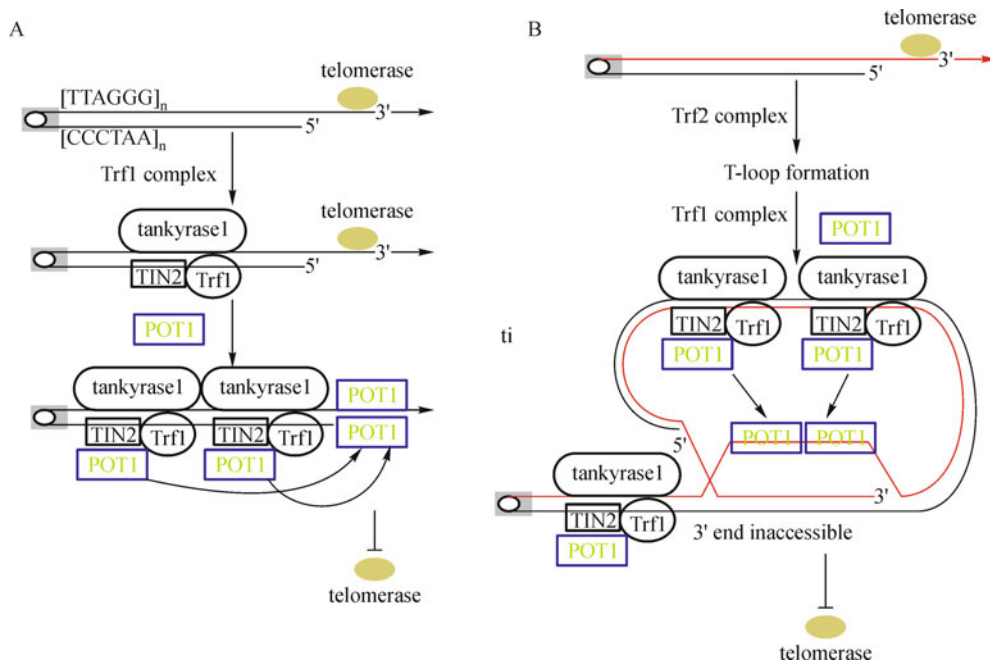 A
telomerase
[TTAGGG]n
3'
5'
[CCCTAA]n
Trf1 complex
telomerase
tankyrase1
3'
5'
TIN2
Trf1
POT1
tankyrase1
tankyrase1
POT1
POT1
TIN2
Trf1
TIN2
Trf1
POT1
POT1
telomerase
B
telomerase
3'
5'
Trf2 complex
T-loop formation
Trf1 complex
POT1
tankyrase1
tankyrase1
TIN2
Trf1
TIN2
Trf1
ti
POT1
POT1
POT1
POT1
5'
tankyrase1
3'
TIN2
Trf1
3' end inaccessible
POT1
telomerase